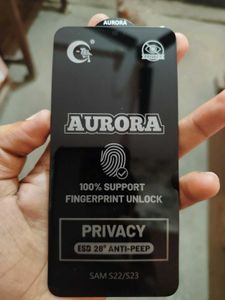 AURORA
AURORA
100% SUPPORT
FINGERPRINT UNLOCK
PRIVACY
ESD 28° ANTI-PEEP
SAM S22/S23